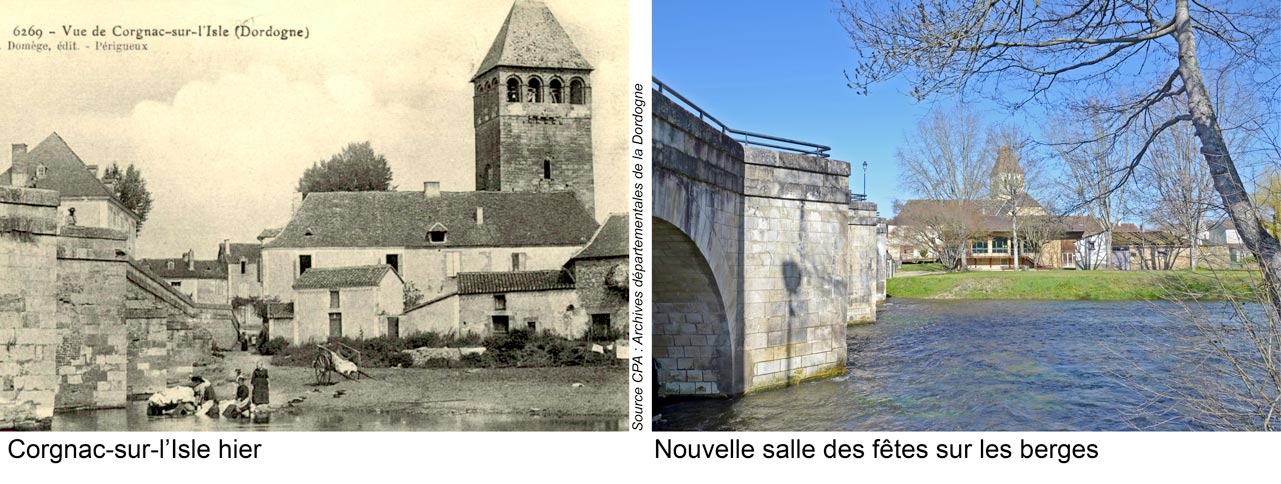 6269 - Vue de Corgnac-sur-l'Isle (Dordogne)
. Domège, édit. - Périgueux
Source CPA : Archives départementales de la Dordogne
Corgnac-sur-l'Isle hier
Nouvelle salle des fêtes sur les berges